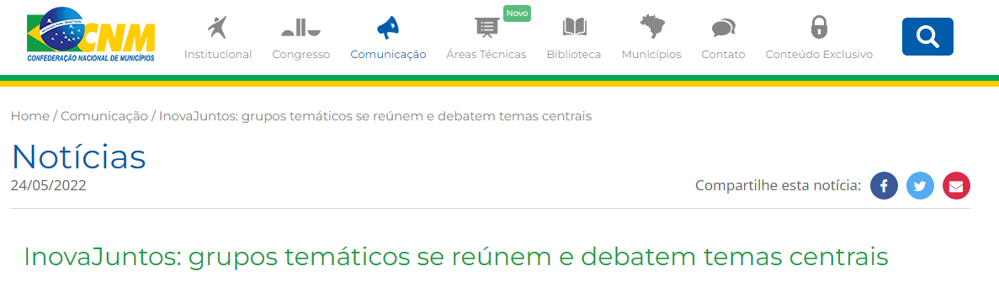 CNM
CONFEDERAÇÃO NACIONAL DE MUNICÍPIOS
Novo
Institucional Congresso Comunicação Áreas Técnicas Biblioteca Municípios Contato Conteúdo Exclusivo
Home / Comunicação / InovaJuntos: grupos temáticos se reúnem e debatem temas centrais
Notícias
24/05/2022 Compartilhe esta notícia:
InovaJuntos: grupos temáticos se reúnem e debatem temas centrais